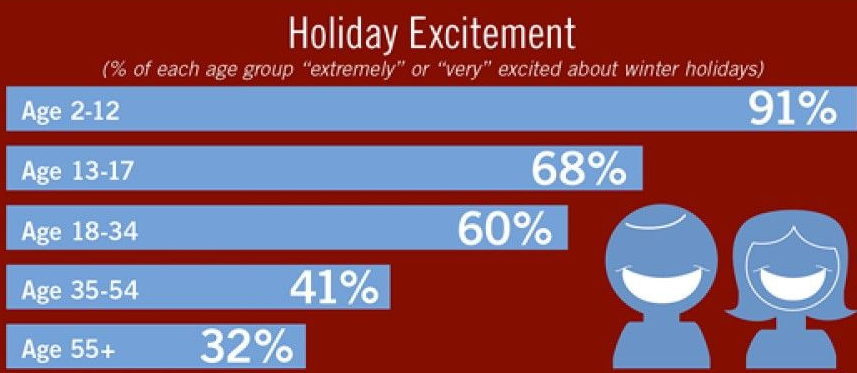 Holiday Excitement
(% of each age group “extremely” or “very” excited about winter holidays)
Age 2-12 91%
Age 13-17 68%
Age 18-34 60%
Age 35-54 41%
Age 55+ 32%